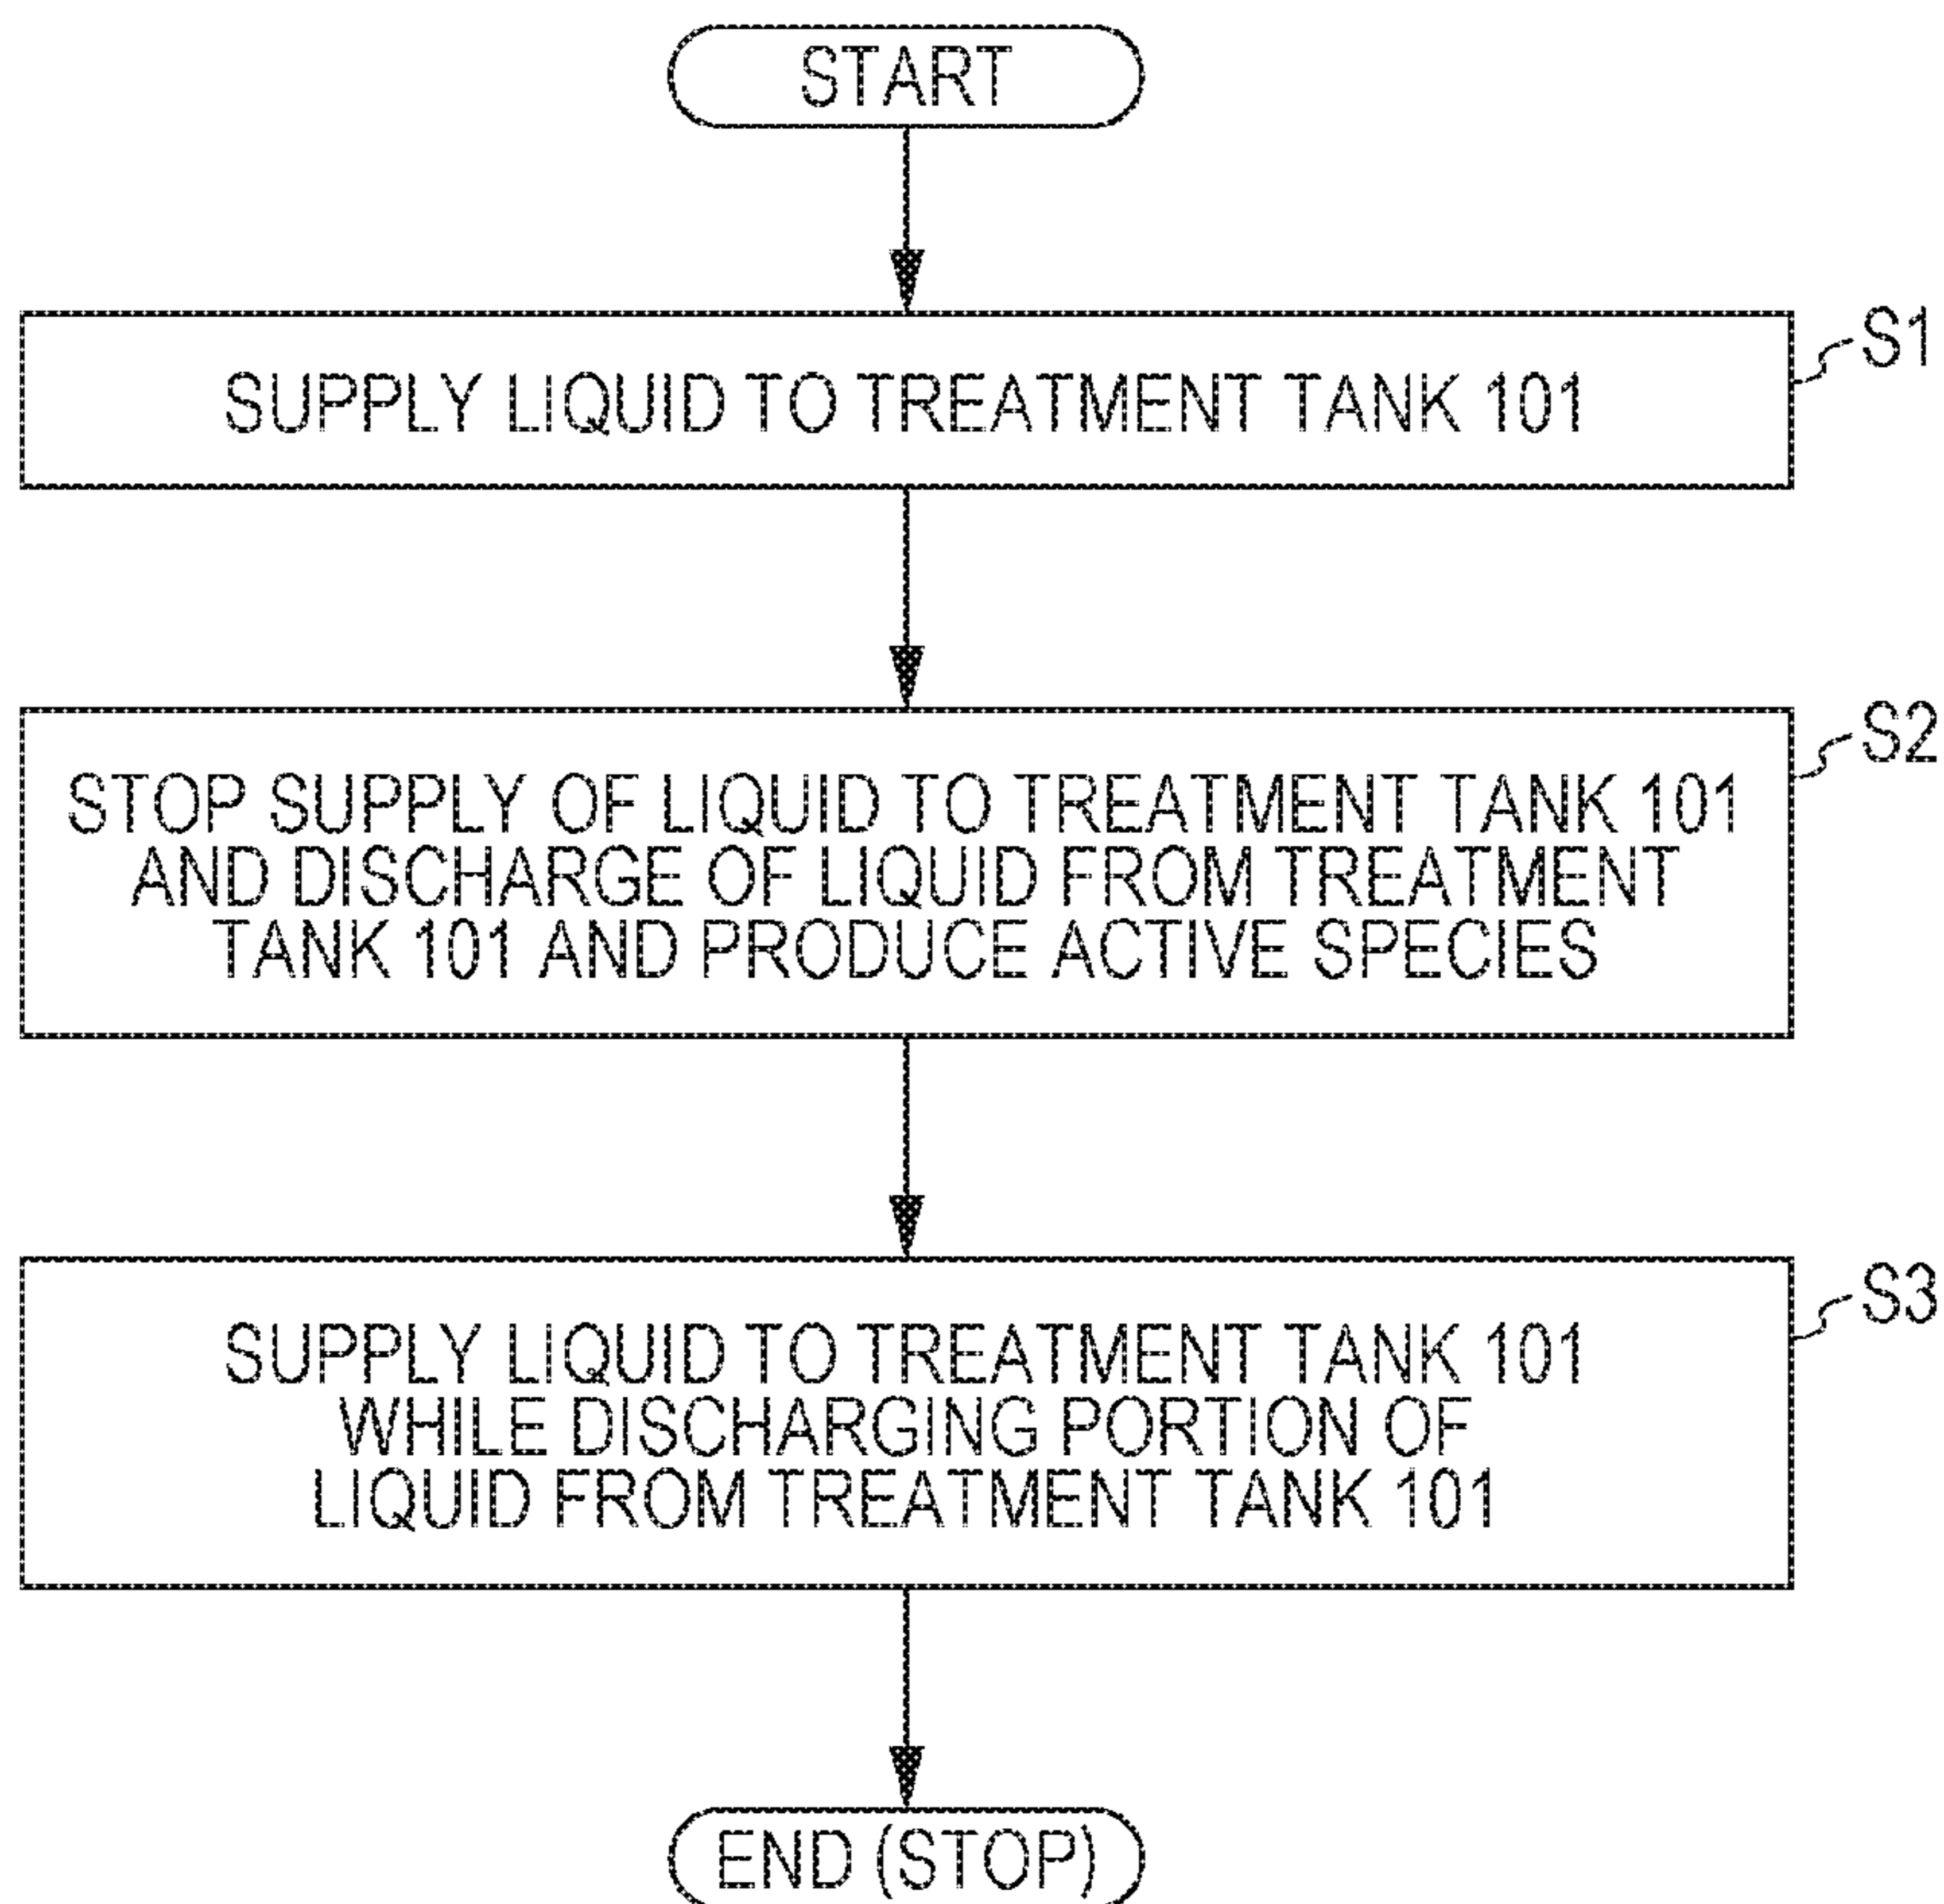 START
S1
SUPPLY LIQUID TO TREATMENT TANK 101
S2
STOP SUPPLY OF LIQUID TO TREATMENT TANK 101
AND DISCHARGE OF LIQUID FROM TREATMENT
TANK 101 AND PRODUCE ACTIVE SPECIES
S3
SUPPLY LIQUID TO TREATMENT TANK 101
WHILE DISCHARGING PORTION OF
LIQUID FROM TREATMENT TANK 101
END (STOP)